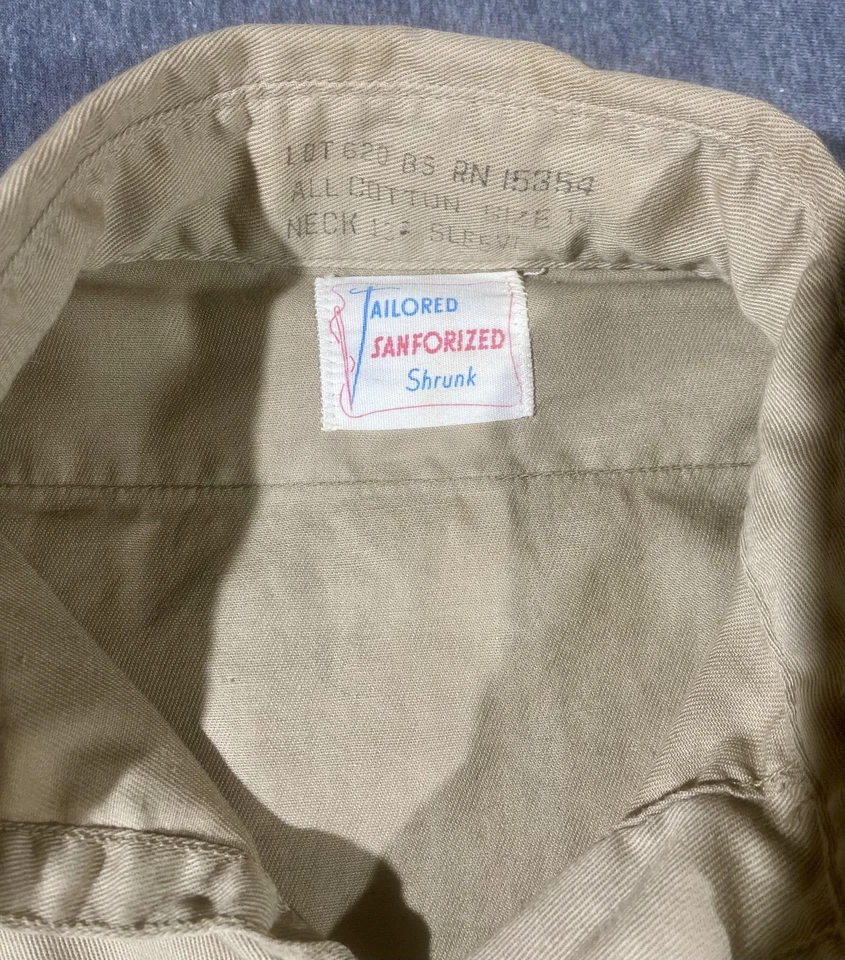 LOT 620 BS RN 15354
ALL COTTON SIZE
NECK SLEEVE
TAILORED
SANFORIZED
Shrunk